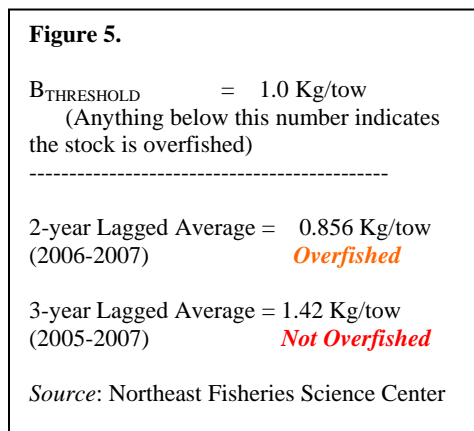 Figure 5.
BTHRESHOLD = 1.0 Kg/tow
(Anything below this number indicates
the stock is overfished)
---------------------------------------------
2-year Lagged Average = 0.856 Kg/tow
(2006-2007) Overfished
3-year Lagged Average = 1.42 Kg/tow
(2005-2007) Not Overfished
Source: Northeast Fisheries Science Center